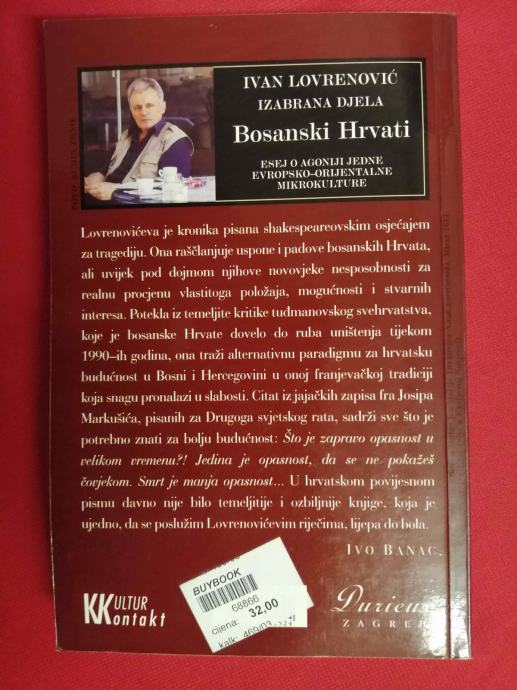 IVAN LOVRENOVIĆ
IZABRANA DJELA
Bosanski Hrvati
ESEJ O AGONIJI JEDNE
EVROPSKO-ORIJENTALNE
MIKROKULTURE
Lovrenovićeva je kronika pisana shakespeareovskim osjećajem
za tragediju. Ona raščlanjuje uspone i padove bosanskih Hrvata,
ali uvijek pod dojmom njihove novovjeke nesposobnosti za
realnu procjenu vlastitoga položaja, mogućnosti i stvarnih
interesa. Potekla iz temeljite kritike tuđmanovskog svehrvatstva,
koje je bosanske Hrvate dovelo do ruba uništenja tijekom
1990–ih godina, ona traži alternativnu paradigmu za hrvatsku
budućnost u Bosni i Hercegovini u onoj franjevačkoj tradiciji
koja snagu pronalazi u slabosti. Citat iz jajačkih zapisa fra Josipa
Markušića, pisanih za Drugoga svjetskog rata, sadrži sve što je
potrebno znati za bolju budućnost: Što je zapravo opasnost u
velikom vremenu?! Jedina je opasnost, da se ne pokažeš
čovjekom. Smrt je manja opasnost... U hrvatskom povijesnom
pismu davno nije bilo temeljitije i ozbiljnije knjige, koja je
ujedno, da se poslužim Lovrenovićevim riječima, lijepa do bola.
IVO BANAC
BUYBOOK
68866
cijena: 32,00
kalk: 469/03
KKULTUR
ontakt
Durieux
ZAGREB